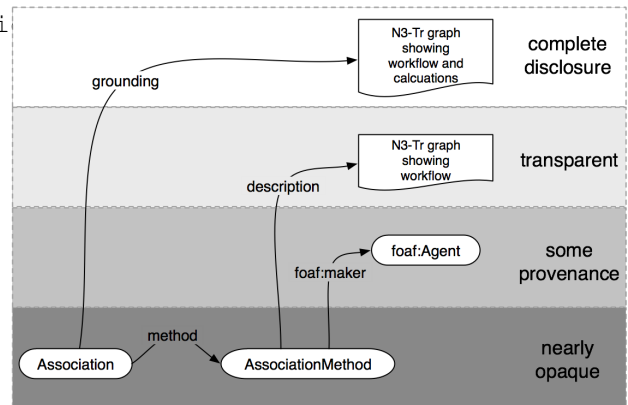 i
N3-Tr graph
showing
workflow and
calcuations
complete
disclosure
grounding
N3-Tr graph
showing
workflow
transparent
description
foaf:Agent
some
provenance
foaf:maker
method
Association
AssociationMethod
nearly
opaque